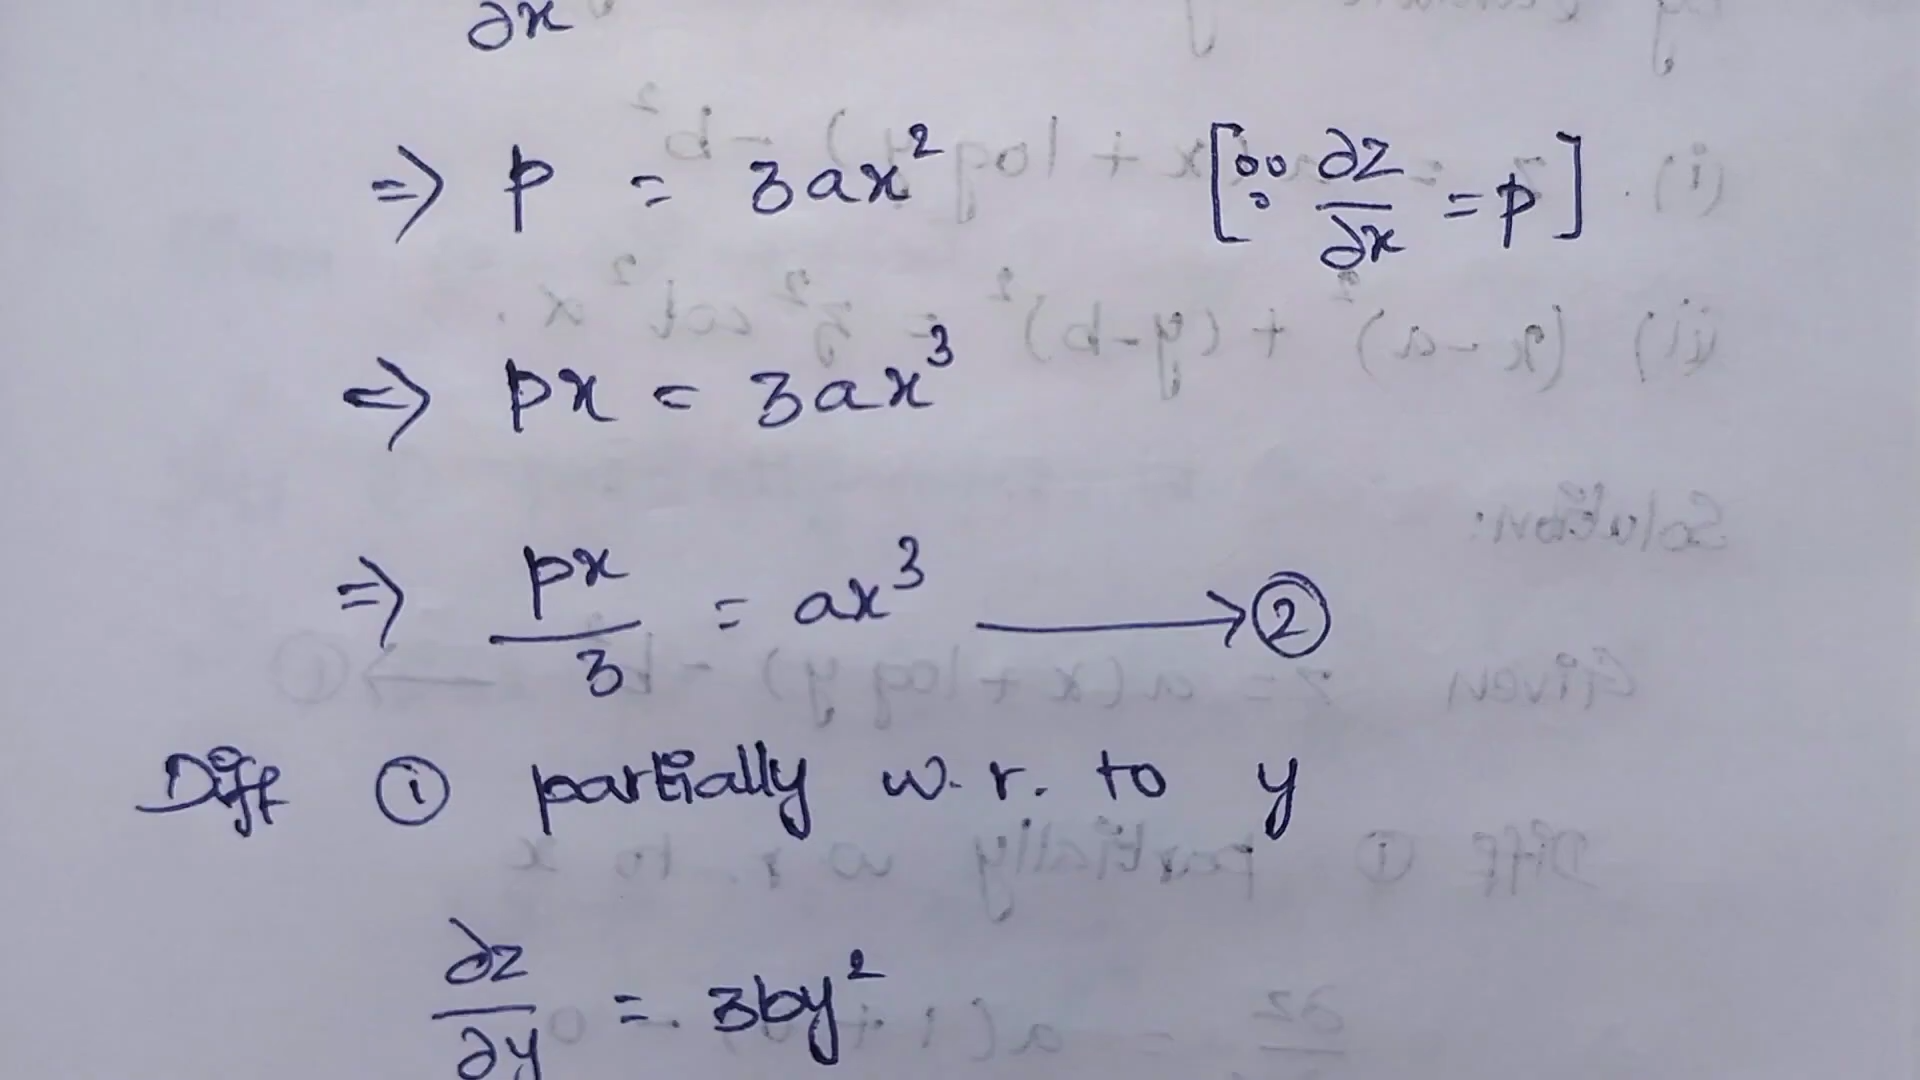 ∂x
⇒ p = 3ax² [∵ ∂z/∂x = p]
⇒ px = 3ax³
⇒ px/3 = ax³ ⟶ ②
Diff ① partially w.r. to y
∂z/∂y = 3by²